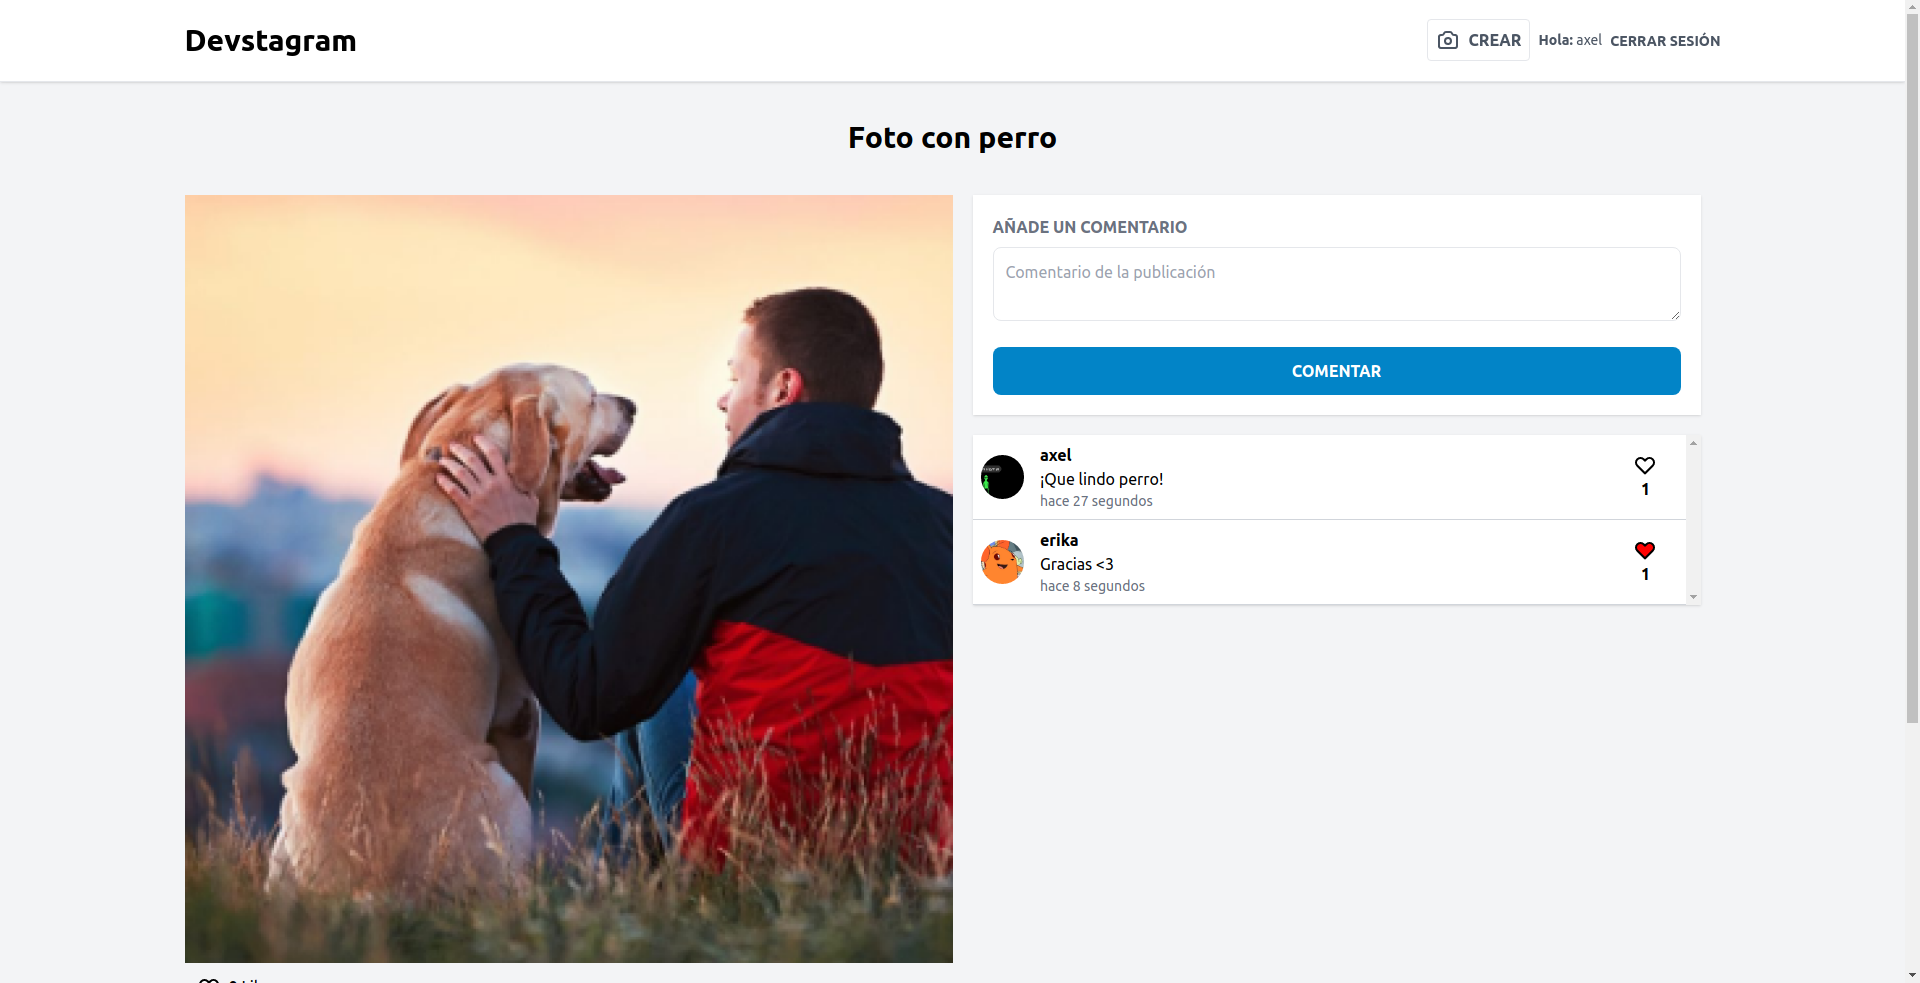 Devstagram
CREAR Hola: axel CERRAR SESIÓN
Foto con perro
AÑADE UN COMENTARIO
Comentario de la publicación
COMENTAR
axel
¡Que lindo perro!
hace 27 segundos
1
erika
Gracias <3
hace 8 segundos
1